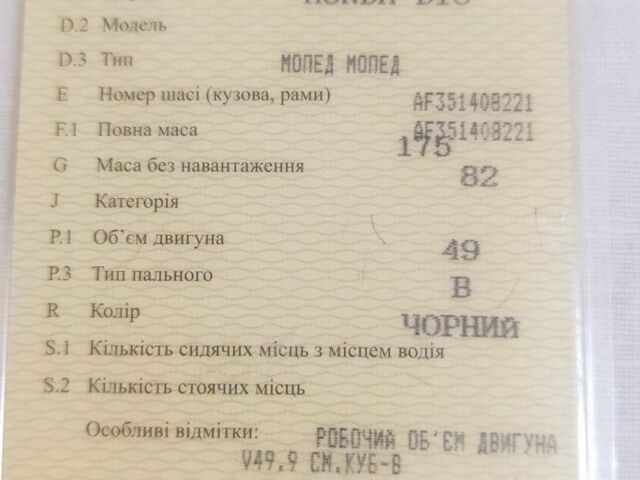 HONDA DIO
D.2 Модель
D.3 Тип МОПЕД МОПЕД
E Номер шасі (кузова, рами) AF351408221
F.1 Повна маса AF351408221
175
G Маса без навантаження 82
J Категорія
P.1 Об’єм двигуна 49
P.3 Тип пального B
R Колір ЧОРНИЙ
S.1 Кількість сидячих місць з місцем водія
S.2 Кількість стоячих місць
Особливі відмітки: РОБОЧИЙ ОБ'ЄМ ДВИГУНА
V49.9 СМ.КУБ-В